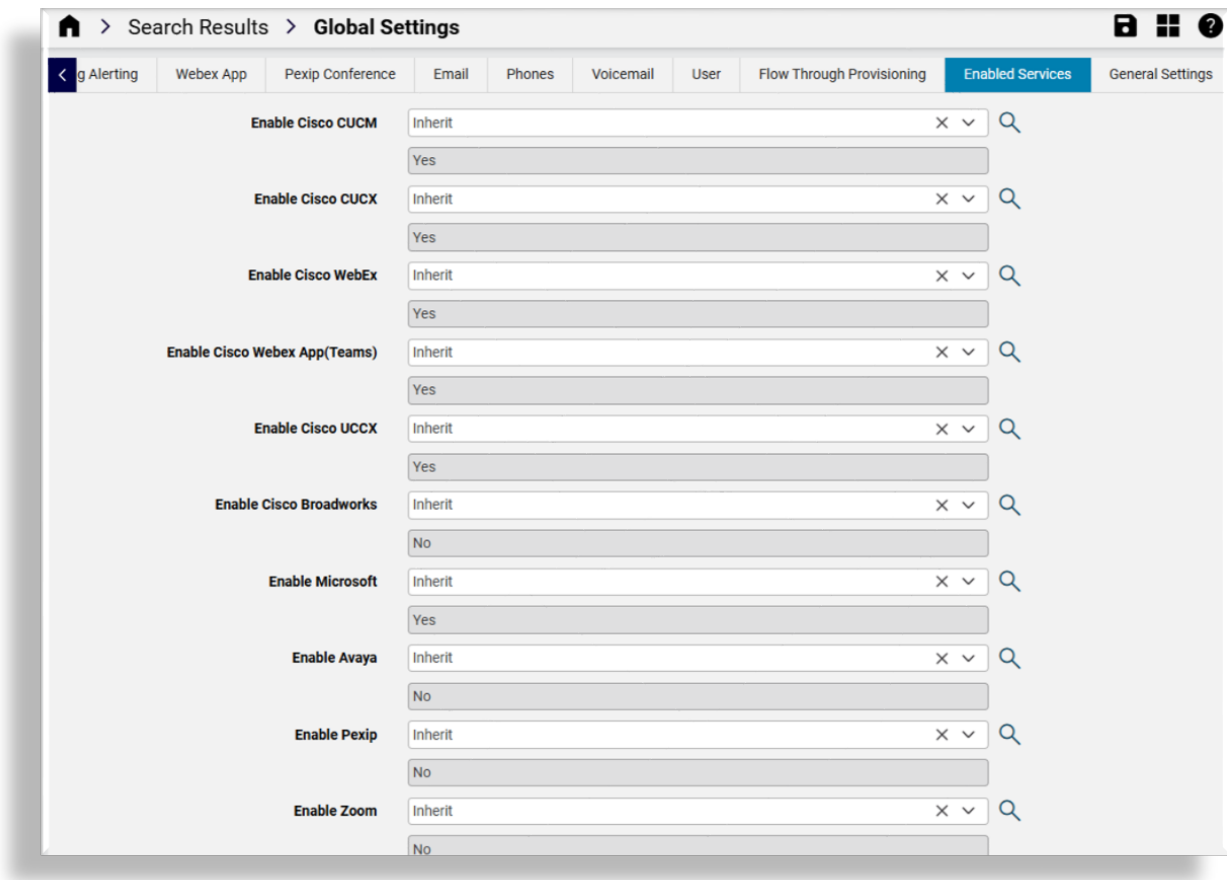 > Search Results > Global Settings
g Alerting Webex App Pexip Conference Email Phones Voicemail User Flow Through Provisioning Enabled Services General Settings
Enable Cisco CUCM Inherit
Yes
Enable Cisco CUCX Inherit
Yes
Enable Cisco WebEx Inherit
Yes
Enable Cisco Webex App(Teams) Inherit
Yes
Enable Cisco UCCX Inherit
Yes
Enable Cisco Broadworks Inherit
No
Enable Microsoft Inherit
Yes
Enable Avaya Inherit
No
Enable Pexip Inherit
No
Enable Zoom Inherit
No